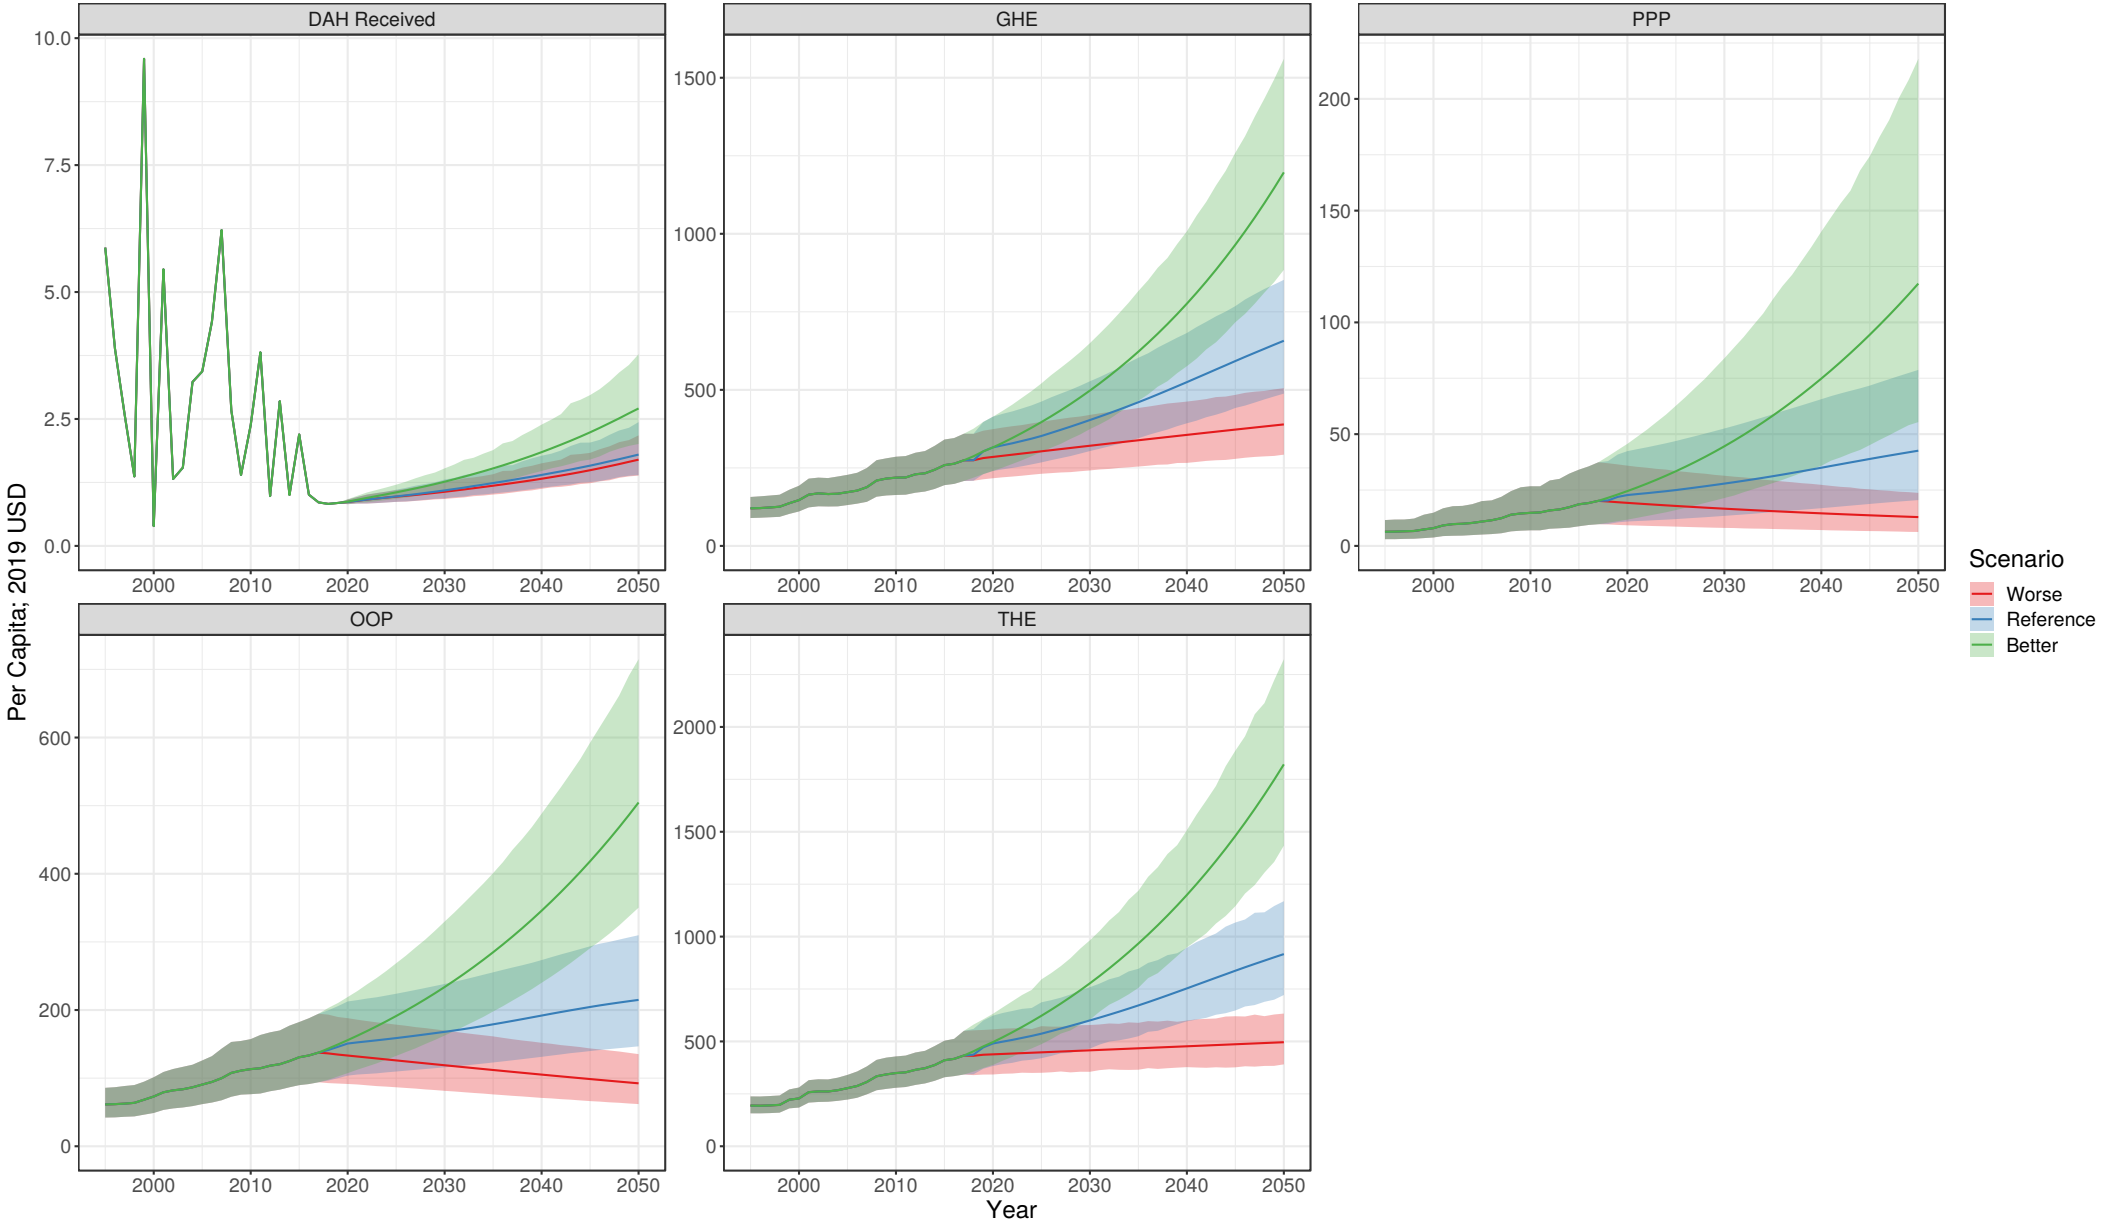 DAH Received
GHE
PPP
10.0
7.5
5.0
2.5
0.0
1500
1000
500
0
200
150
100
50
0
2000 2010 2020 2030 2040 2050
2000 2010 2020 2030 2040 2050
2000 2010 2020 2030 2040 2050
Per Capita; 2019 USD
OOP
THE
600
400
200
0
2000
1500
1000
500
0
2000 2010 2020 2030 2040 2050
2000 2010 2020 2030 2040 2050
Year
Scenario
Worse
Reference
Better